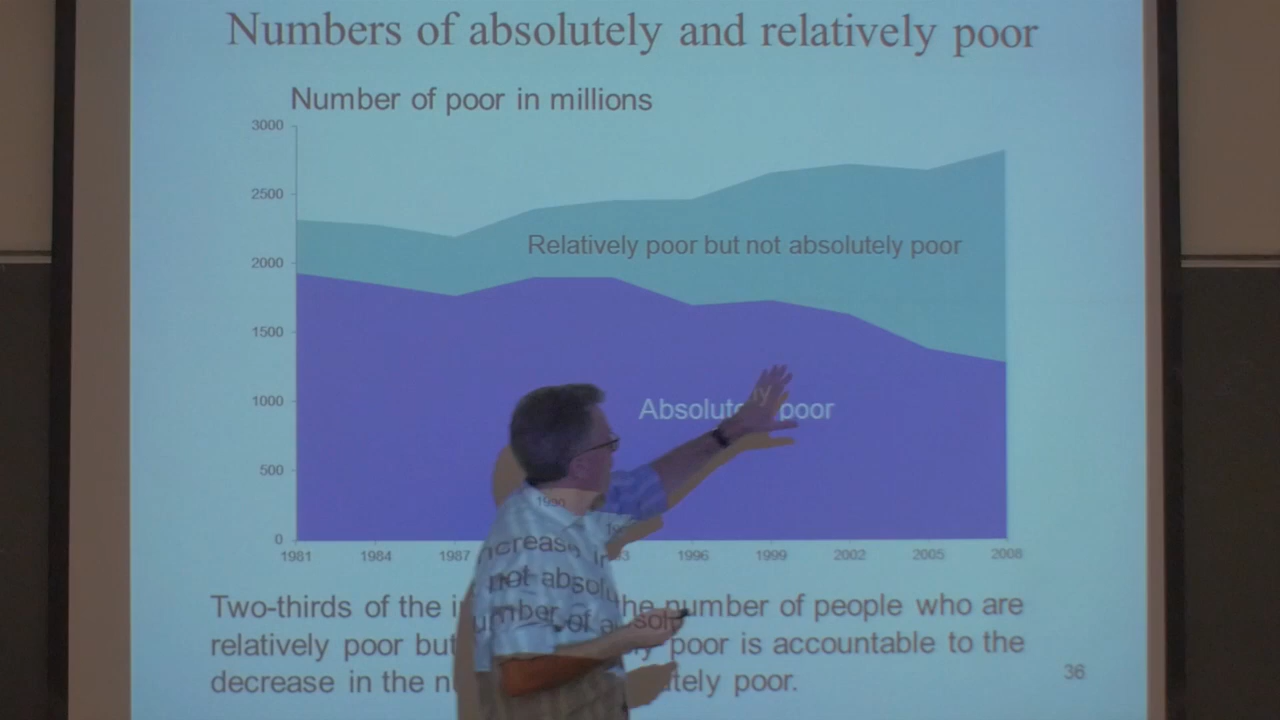 Numbers of absolutely and relatively poor
Number of poor in millions
3000
2500
2000
1500
1000
500
0
Relatively poor but not absolutely poor
Absolutely poor
1981 1984 1987 1990 1993 1996 1999 2002 2005 2008
Two-thirds of the increase in the number of people who are
relatively poor but not absolutely poor is accountable to the
decrease in the number of absolutely poor.
36